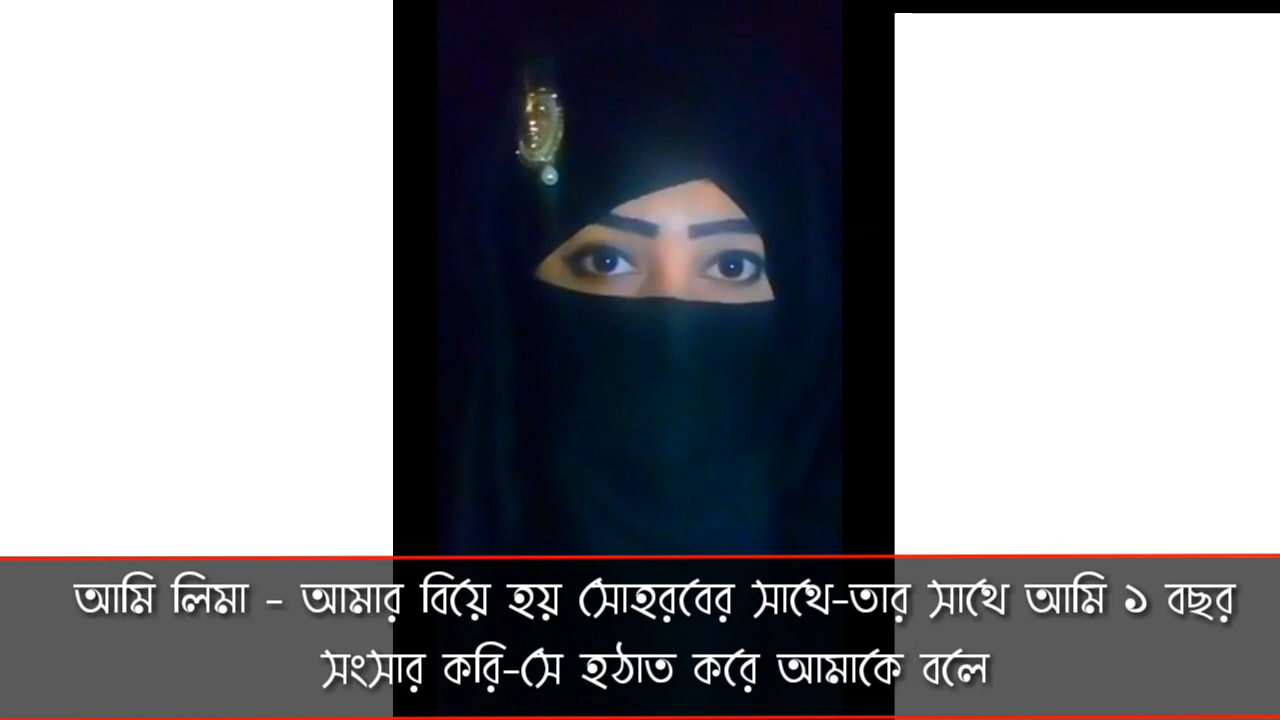 আমি লিমা - আমার বিয়ে হয় সোহরবের সাথে-তার সাথে আমি ১ বছর
সংসার করি-সে হঠাত করে আমাকে বলে